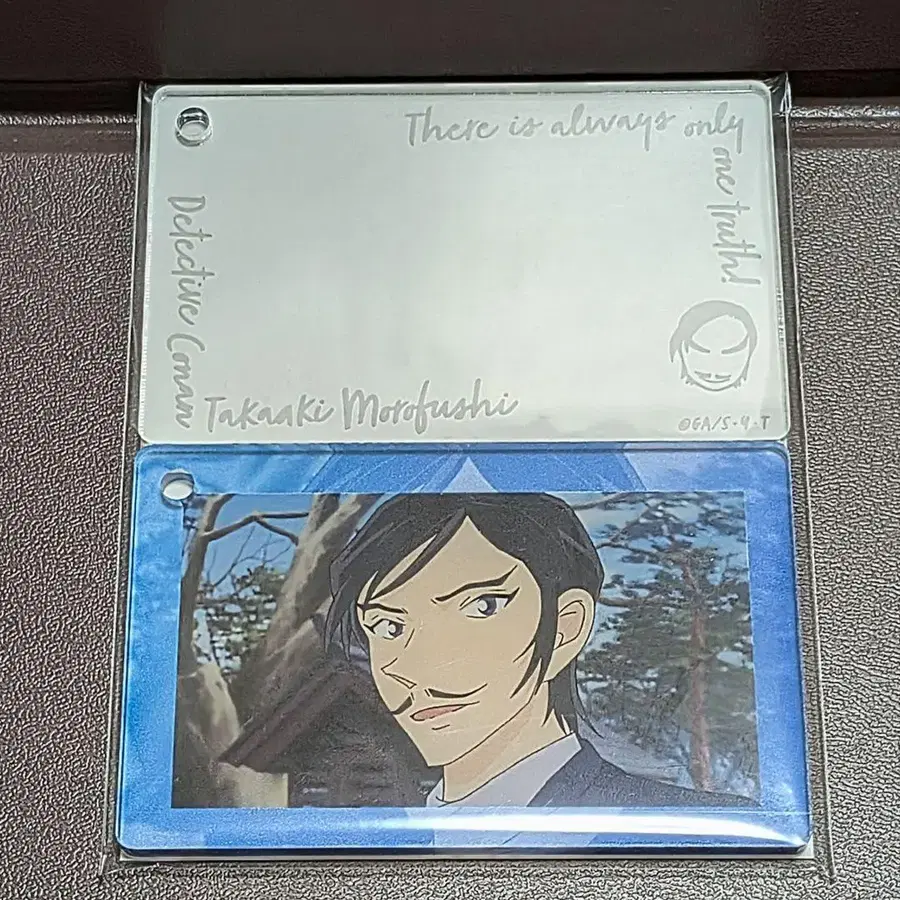 There is always only one truth!
Detective Conan
Takaaki Morofushi
©GA/S・Y・T